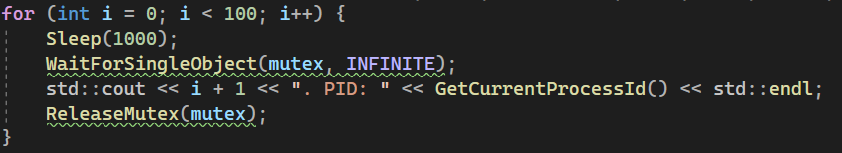 for (int i = 0; i < 100; i++) {
    Sleep(1000);
    WaitForSingleObject(mutex, INFINITE);
    std::cout << i + 1 << ". PID: " << GetCurrentProcessId() << std::endl;
    ReleaseMutex(mutex);
}